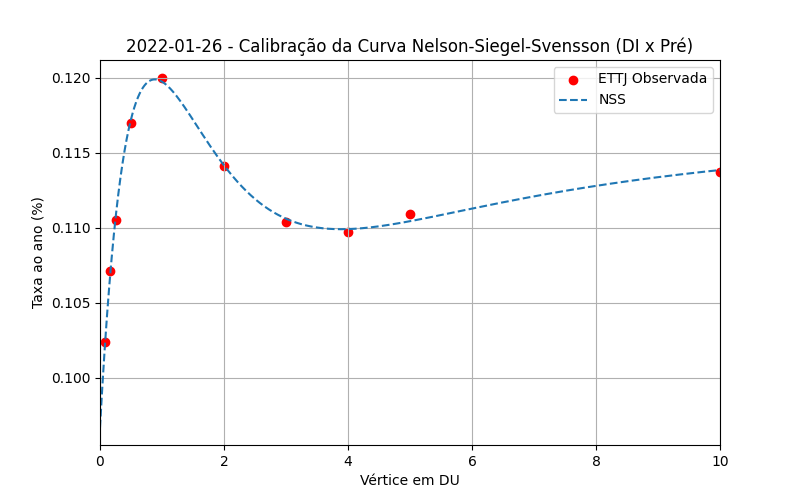 2022-01-26 - Calibração da Curva Nelson-Siegel-Svensson (DI x Pré)
ETTJ Observada
NSS
Taxa ao ano (%)
0.120
0.115
0.110
0.105
0.100
0 2 4 6 8 10
Vértice em DU